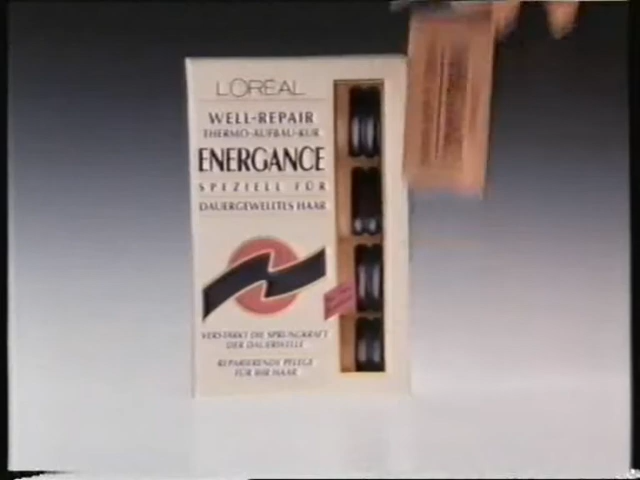 L'ORÉAL
WELL-REPAIR
THERMO-AUFBAU-KUR
ENERGANCE
SPEZIELL FÜR
DAUERGEWELLTES HAAR
VERSTÄRKT DIE SPRUNGKRAFT
DER DAUERWELLE
REPARIERENDE PFLEGE
FÜR IHR HAAR